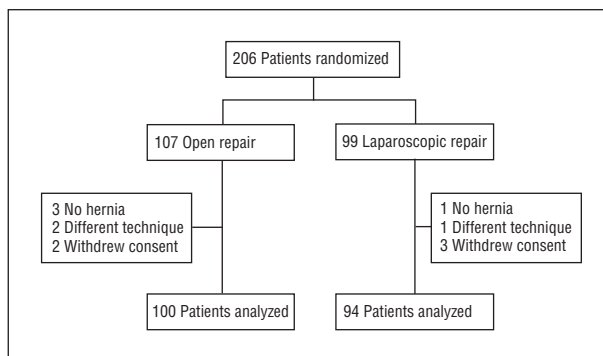 206 Patients randomized
107 Open repair
99 Laparoscopic repair
3 No hernia
2 Different technique
2 Withdrew consent
1 No hernia
1 Different technique
3 Withdrew consent
100 Patients analyzed
94 Patients analyzed